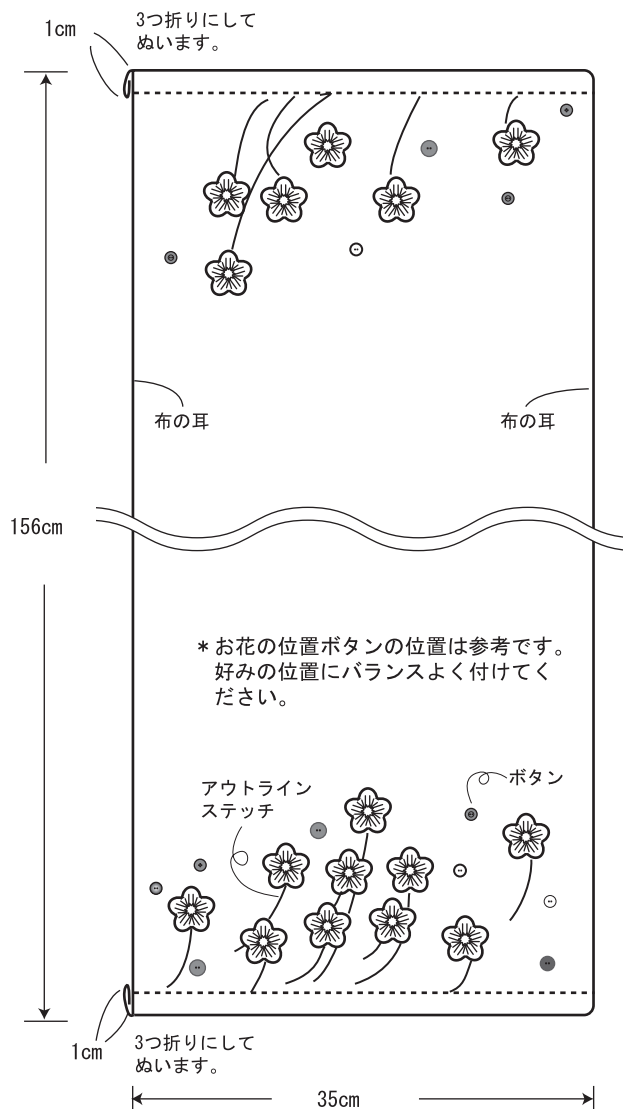 1cm
3つ折りにして
ぬいます。
布の耳
布の耳
156cm
* お花の位置ボタンの位置は参考です。
好みの位置にバランスよく付けてく
ださい。
アウトライン
ステッチ
ボタン
1cm
3つ折りにして
ぬいます。
35cm